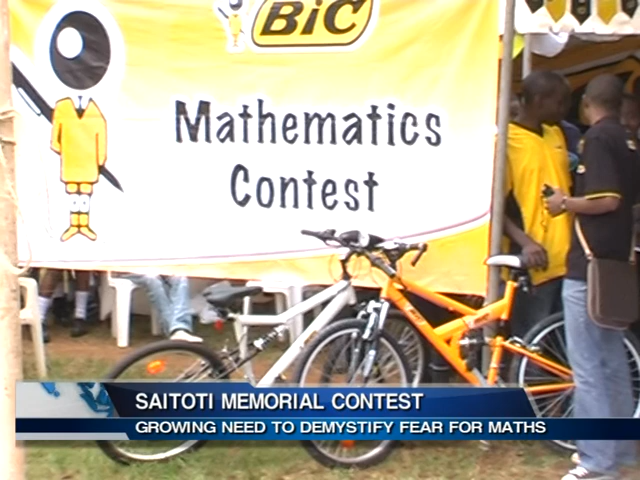 BiC
Mathematics
Contest
SAITOTI MEMORIAL CONTEST
GROWING NEED TO DEMYSTIFY FEAR FOR MATHS